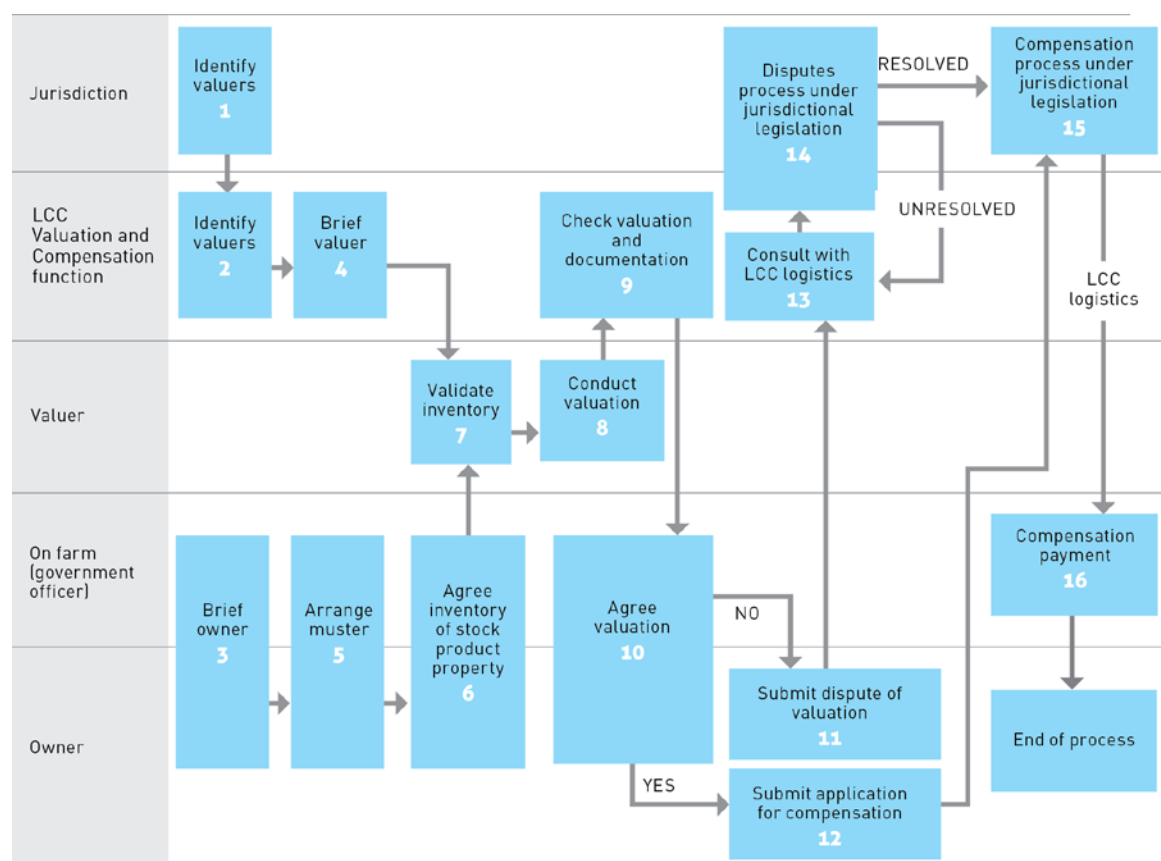 Jurisdiction
Identify
valuers
1
Disputes
process under
jurisdictional
legislation
14
RESOLVED
Compensation
process under
jurisdictional
legislation
15
LCC
Valuation and
Compensation
function
Identify
valuers
2
Brief
valuer
4
Check valuation
and
documentation
9
UNRESOLVED
Consult with
LCC logistics
13
LCC
logistics
Valuer
Validate
inventory
7
Conduct
valuation
8
On farm
(government
officer)
Brief
owner
3
Arrange
muster
5
Agree
inventory
of stock
product
property
6
Agree
valuation
10
NO
Compensation
payment
16
Owner
Submit dispute of
valuation
11
YES
Submit application
for compensation
12
End of process